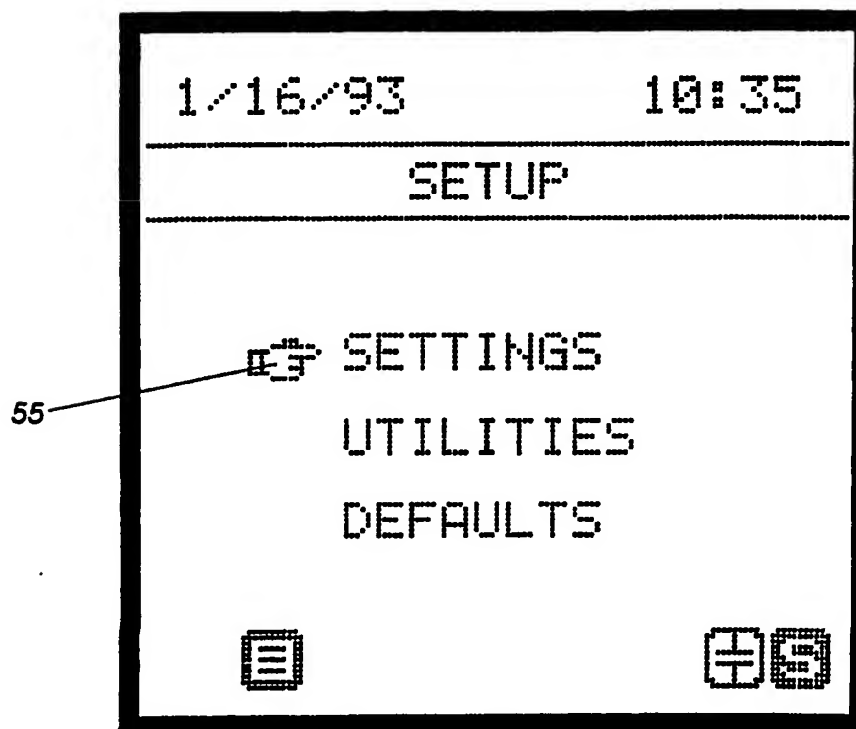 1/16/93 10:35
SETUP
SETTINGS
55
UTILITIES
DEFAULTS